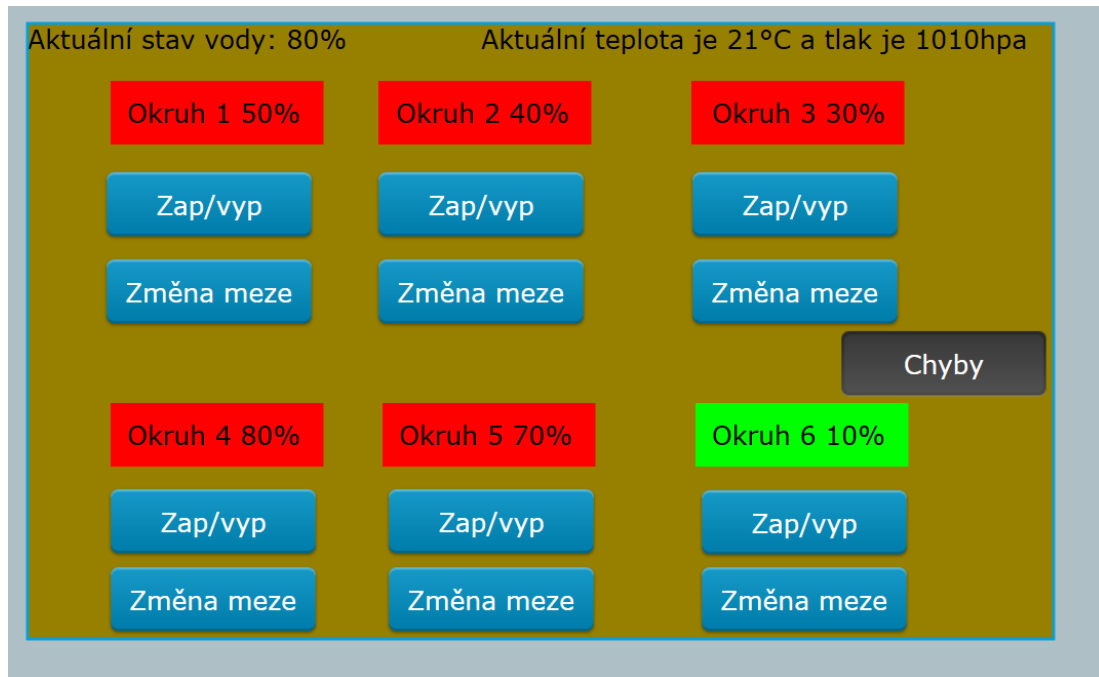 Aktuální stav vody: 80%
Aktuální teplota je 21°C a tlak je 1010hpa
Okruh 1 50%
Okruh 2 40%
Okruh 3 30%
Zap/vyp
Zap/vyp
Zap/vyp
Změna meze
Změna meze
Změna meze
Chyby
Okruh 4 80%
Okruh 5 70%
Okruh 6 10%
Zap/vyp
Zap/vyp
Zap/vyp
Změna meze
Změna meze
Změna meze